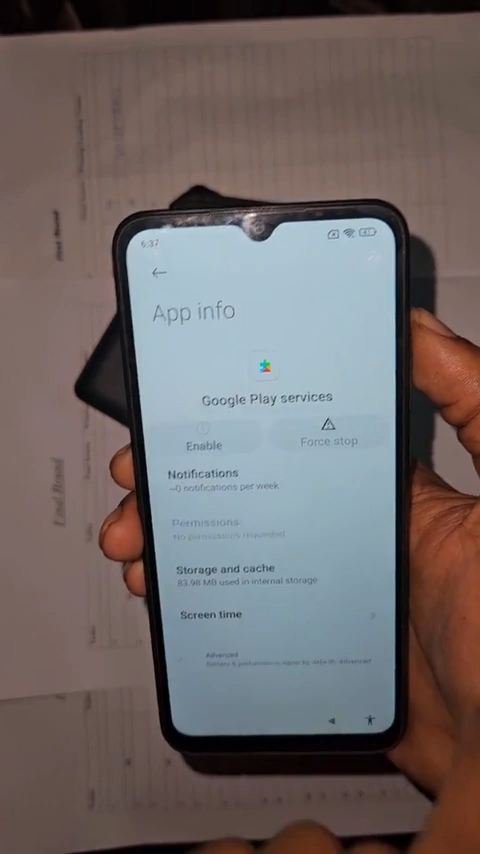 6:37
App info
Google Play services
Enable
Force stop
Notifications
~0 notifications per week
Permissions
No permissions requested
Storage and cache
83.98 MB used in internal storage
Screen time
Advanced